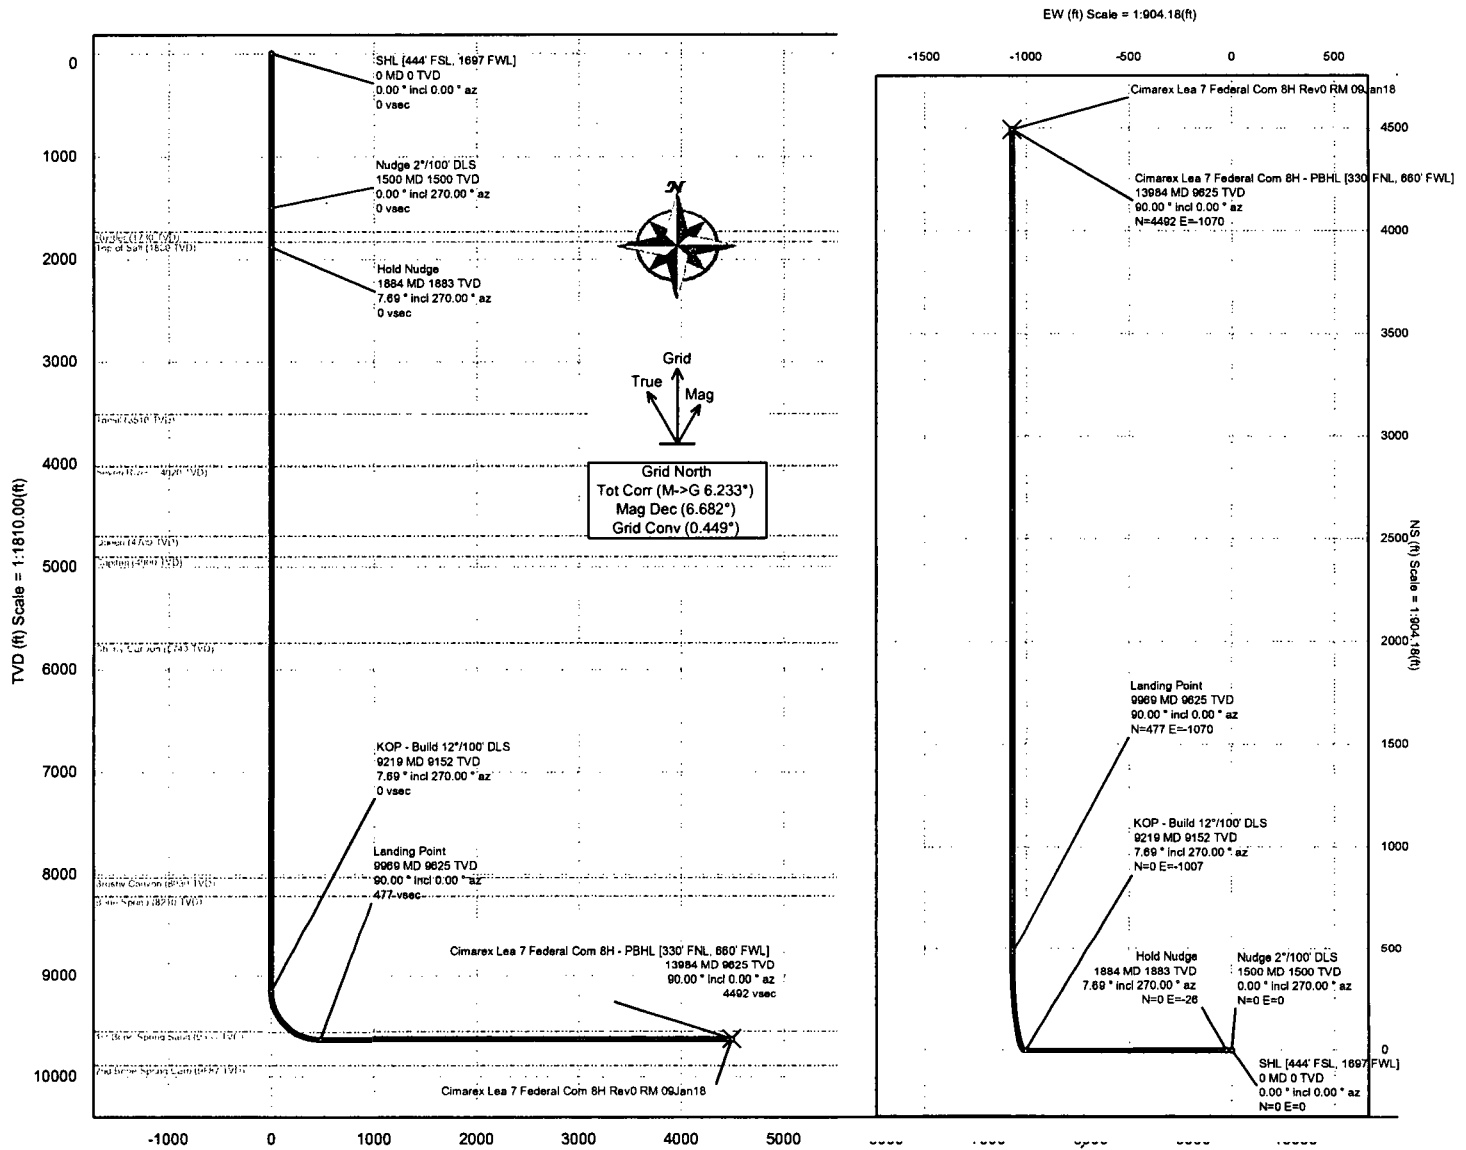 EW (ft) Scale = 1:904.18(ft)
-1500 -1000 -500 0 500
0
1000
2000
3000
4000
5000
6000
7000
8000
9000
10000
TVD (ft) Scale = 1:1810.00(ft)
SHL [444' FSL, 1697 FWL]
0 MD 0 TVD
0.00 ° incl 0.00 ° az
0 vsec
Nudge 2°/100' DLS
1500 MD 1500 TVD
0.00 ° incl 270.00 ° az
0 vsec
Hold Nudge
1884 MD 1883 TVD
7.69 ° incl 270.00 ° az
0 vsec
N
Grid
True
Mag
Grid North
Tot Corr (M->G 6.233°)
Mag Dec (6.682°)
Grid Conv (0.449°)
KOP - Build 12°/100' DLS
9219 MD 9152 TVD
7.69 ° incl 270.00 ° az
0 vsec
Landing Point
9969 MD 9625 TVD
90.00 ° incl 0.00 ° az
477 vsec
Cimarex Lea 7 Federal Com 8H - PBHL [330' FNL, 660' FWL]
13984 MD 9625 TVD
90.00 ° incl 0.00 ° az
4492 vsec
Cimarex Lea 7 Federal Com 8H Rev0 RM 09Jan18
-1000 0 1000 2000 3000 4000 5000
Cimarex Lea 7 Federal Com 8H Rev0 RM 09Jan18
Cimarex Lea 7 Federal Com 8H - PBHL [330' FNL, 660' FWL]
13984 MD 9625 TVD
90.00 ° incl 0.00 ° az
N=4492 E=-1070
Landing Point
9969 MD 9625 TVD
90.00 ° incl 0.00 ° az
N=477 E=-1070
KOP - Build 12°/100' DLS
9219 MD 9152 TVD
7.69 ° incl 270.00 ° az
N=0 E=-1007
Hold Nudge
1884 MD 1883 TVD
7.69 ° incl 270.00 ° az
N=0 E=-26
Nudge 2°/100' DLS
1500 MD 1500 TVD
0.00 ° incl 270.00 ° az
N=0 E=0
SHL [444' FSL, 1697 FWL]
0 MD 0 TVD
0.00 ° incl 0.00 ° az
N=0 E=0
4500
4000
3500
3000
2500
2000
1500
1000
500
0
NS (ft) Scale = 1:904.18(ft)